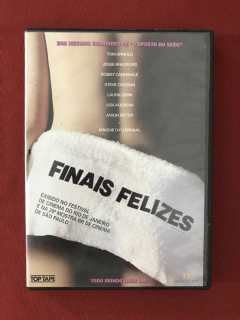 DOS MESMOS REALIZADORES DE "O OPOSTO DO SEXO"
TOM ARNOLD
JESSE BRADFORD
BOBBY CANNAVALE
STEVE COOGAN
LAURA DERN
LISA KUDROW
JASON RITTER
MAGGIE GYLLENHAAL
FINAIS FELIZES
EXIBIDO NO FESTIVAL
DE CINEMA DO RIO DE JANEIRO
E NA 29ª MOSTRA BR DE CINEMA
DE SÃO PAULO
TOP TAPE